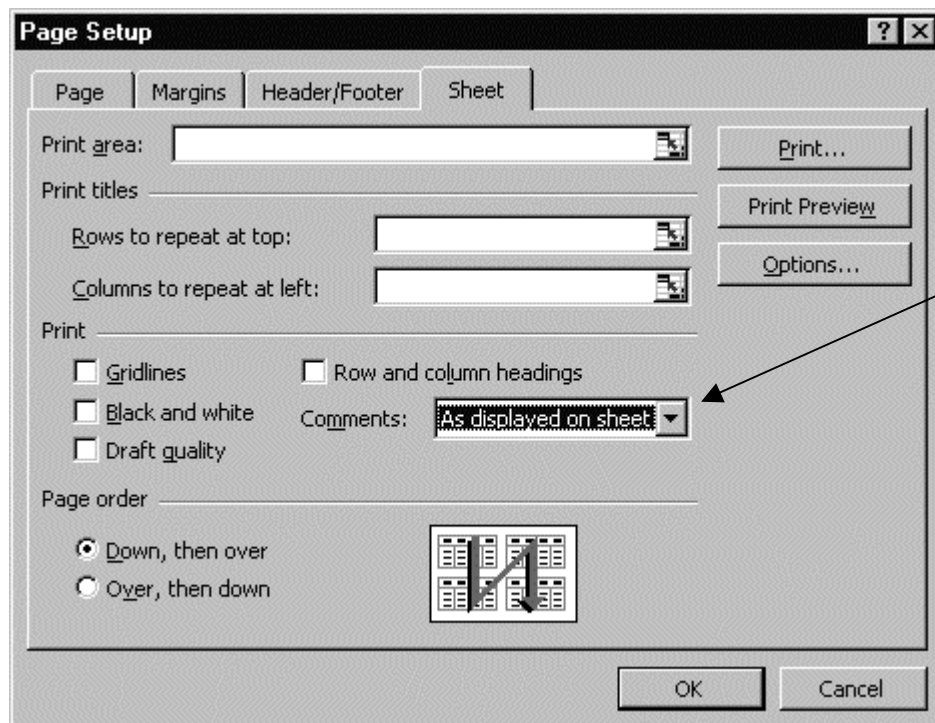 Page Setup
Page Margins Header/Footer Sheet
Print area:
Print...
Print titles
Print Preview
Rows to repeat at top:
Options...
Columns to repeat at left:
Print
Gridlines Row and column headings
Black and white Comments: As displayed on sheet
Draft quality
Page order
Down, then over
Over, then down
OK Cancel